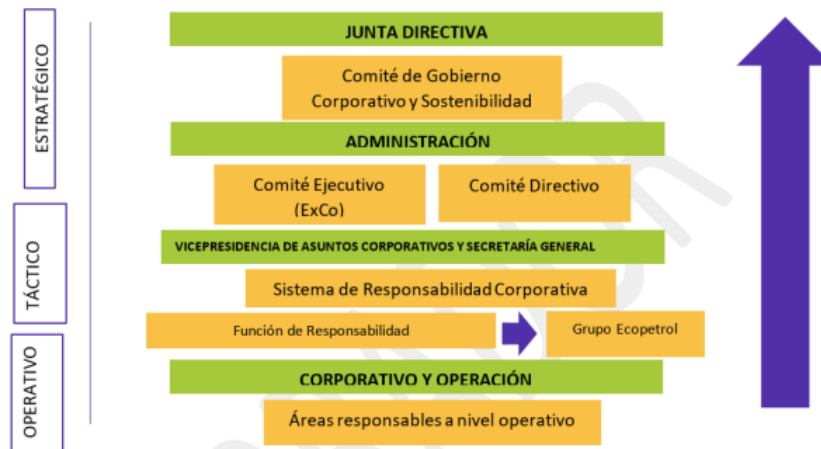 JUNTA DIRECTIVA
Comité de Gobierno
Corporativo y Sostenibilidad
ESTRATÉGICO
ADMINISTRACIÓN
Comité Ejecutivo
(ExCo)
Comité Directivo
VICEPRESIDENCIA DE ASUNTOS CORPORATIVOS Y SECRETARÍA GENERAL
TÁCTICO
Sistema de Responsabilidad Corporativa
Función de Responsabilidad
Grupo Ecopetrol
CORPORATIVO Y OPERACIÓN
OPERATIVO
Áreas responsables a nivel operativo